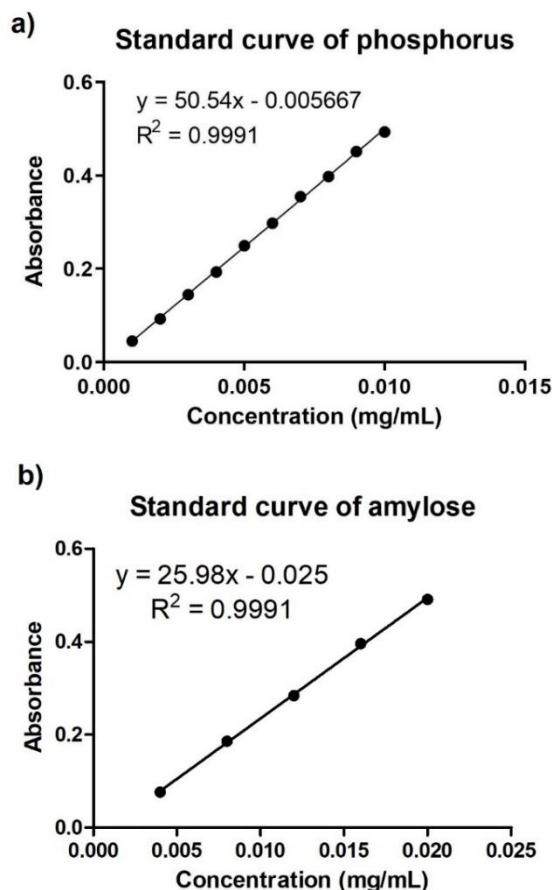 a)
Standard curve of phosphorus
y = 50.54x - 0.005667
R² = 0.9991
0.6
0.4
0.2
0.0
Absorbance
0.000 0.005 0.010 0.015
Concentration (mg/mL)
b)
Standard curve of amylose
y = 25.98x - 0.025
R² = 0.9991
0.6
0.4
0.2
0.0
Absorbance
0.000 0.005 0.010 0.015 0.020 0.025
Concentration (mg/mL)